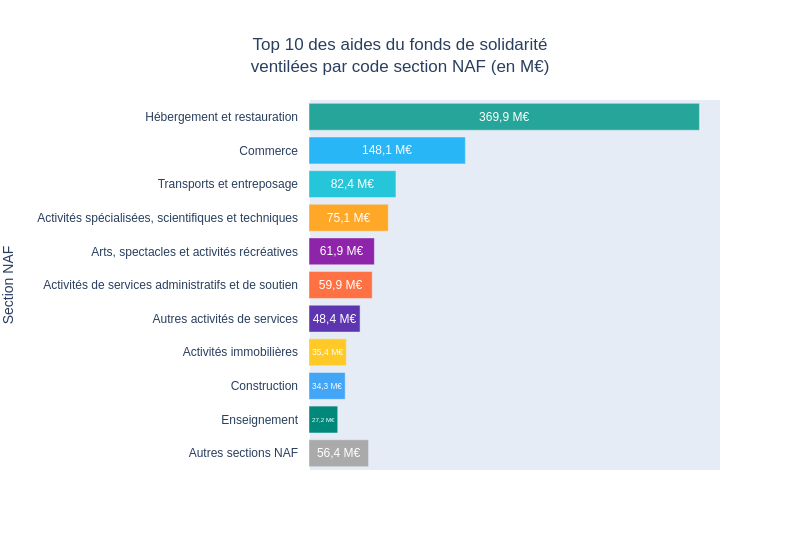 Top 10 des aides du fonds de solidarité
ventilées par code section NAF (en M€)
Section NAF
Hébergement et restauration 369,9 M€
Commerce 148,1 M€
Transports et entreposage 82,4 M€
Activités spécialisées, scientifiques et techniques 75,1 M€
Arts, spectacles et activités récréatives 61,9 M€
Activités de services administratifs et de soutien 59,9 M€
Autres activités de services 48,4 M€
Activités immobilières 35,4 M€
Construction 34,3 M€
Enseignement 27,2 M€
Autres sections NAF 56,4 M€